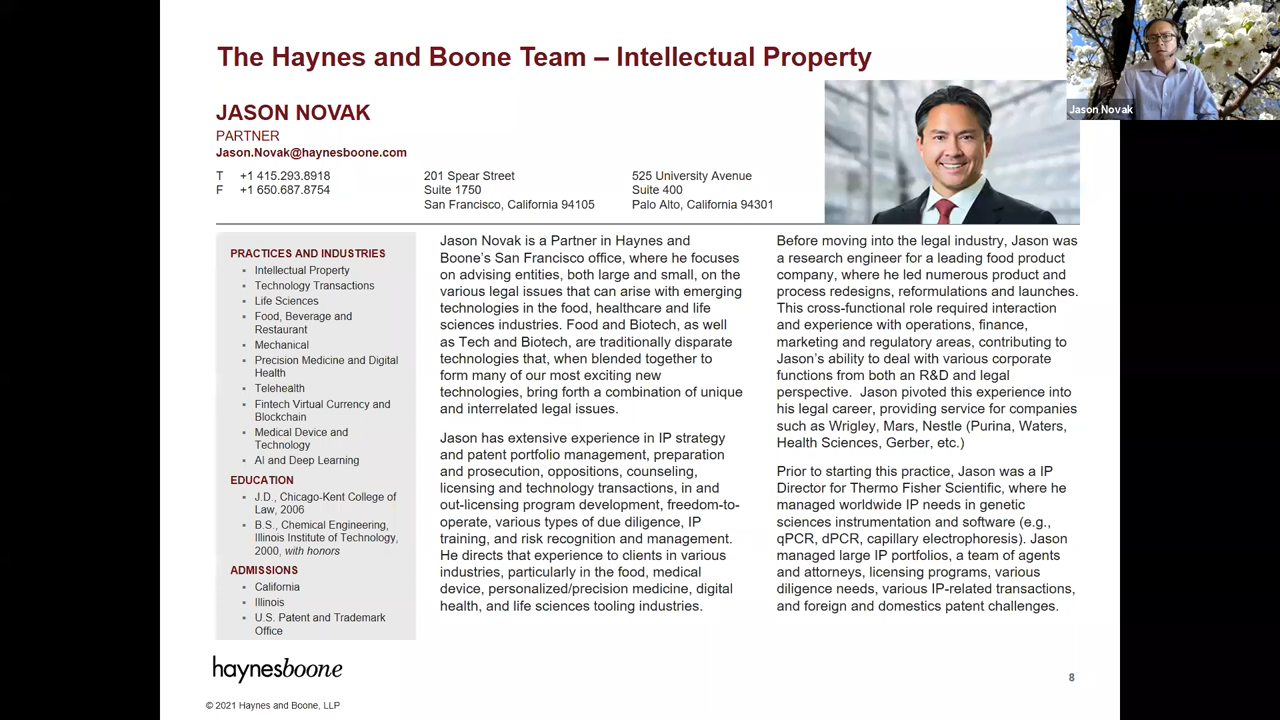 The Haynes and Boone Team – Intellectual Property
Jason Novak
JASON NOVAK
PARTNER
Jason.Novak@haynesboone.com
T +1 415.293.8918
F +1 650.687.8754
201 Spear Street
Suite 1750
San Francisco, California 94105
525 University Avenue
Suite 400
Palo Alto, California 94301
PRACTICES AND INDUSTRIES
▪ Intellectual Property
▪ Technology Transactions
▪ Life Sciences
▪ Food, Beverage and
Restaurant
▪ Mechanical
▪ Precision Medicine and Digital
Health
▪ Telehealth
▪ Fintech Virtual Currency and
Blockchain
▪ Medical Device and
Technology
▪ AI and Deep Learning
EDUCATION
▪ J.D., Chicago-Kent College of
Law, 2006
▪ B.S., Chemical Engineering,
Illinois Institute of Technology,
2000, with honors
ADMISSIONS
▪ California
▪ Illinois
▪ U.S. Patent and Trademark
Office
Jason Novak is a Partner in Haynes and
Boone's San Francisco office, where he focuses
on advising entities, both large and small, on the
various legal issues that can arise with emerging
technologies in the food, healthcare and life
sciences industries. Food and Biotech, as well
as Tech and Biotech, are traditionally disparate
technologies that, when blended together to
form many of our most exciting new
technologies, bring forth a combination of unique
and interrelated legal issues.
Jason has extensive experience in IP strategy
and patent portfolio management, preparation
and prosecution, oppositions, counseling,
licensing and technology transactions, in and
out-licensing program development, freedom-to-
operate, various types of due diligence, IP
training, and risk recognition and management.
He directs that experience to clients in various
industries, particularly in the food, medical
device, personalized/precision medicine, digital
health, and life sciences tooling industries.
Before moving into the legal industry, Jason was
a research engineer for a leading food product
company, where he led numerous product and
process redesigns, reformulations and launches.
This cross-functional role required interaction
and experience with operations, finance,
marketing and regulatory areas, contributing to
Jason's ability to deal with various corporate
functions from both an R&D and legal
perspective. Jason pivoted this experience into
his legal career, providing service for companies
such as Wrigley, Mars, Nestle (Purina, Waters,
Health Sciences, Gerber, etc.)
Prior to starting this practice, Jason was a IP
Director for Thermo Fisher Scientific, where he
managed worldwide IP needs in genetic
sciences instrumentation and software (e.g.,
qPCR, dPCR, capillary electrophoresis). Jason
managed large IP portfolios, a team of agents
and attorneys, licensing programs, various
diligence needs, various IP-related transactions,
and foreign and domestics patent challenges.
haynesboone
8
© 2021 Haynes and Boone, LLP